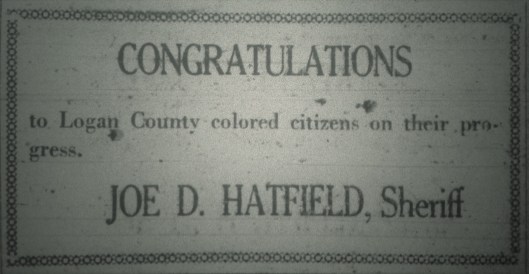 CONGRATULATIONS
to Logan County colored citizens on their pro-
gress.
JOE D. HATFIELD, Sheriff